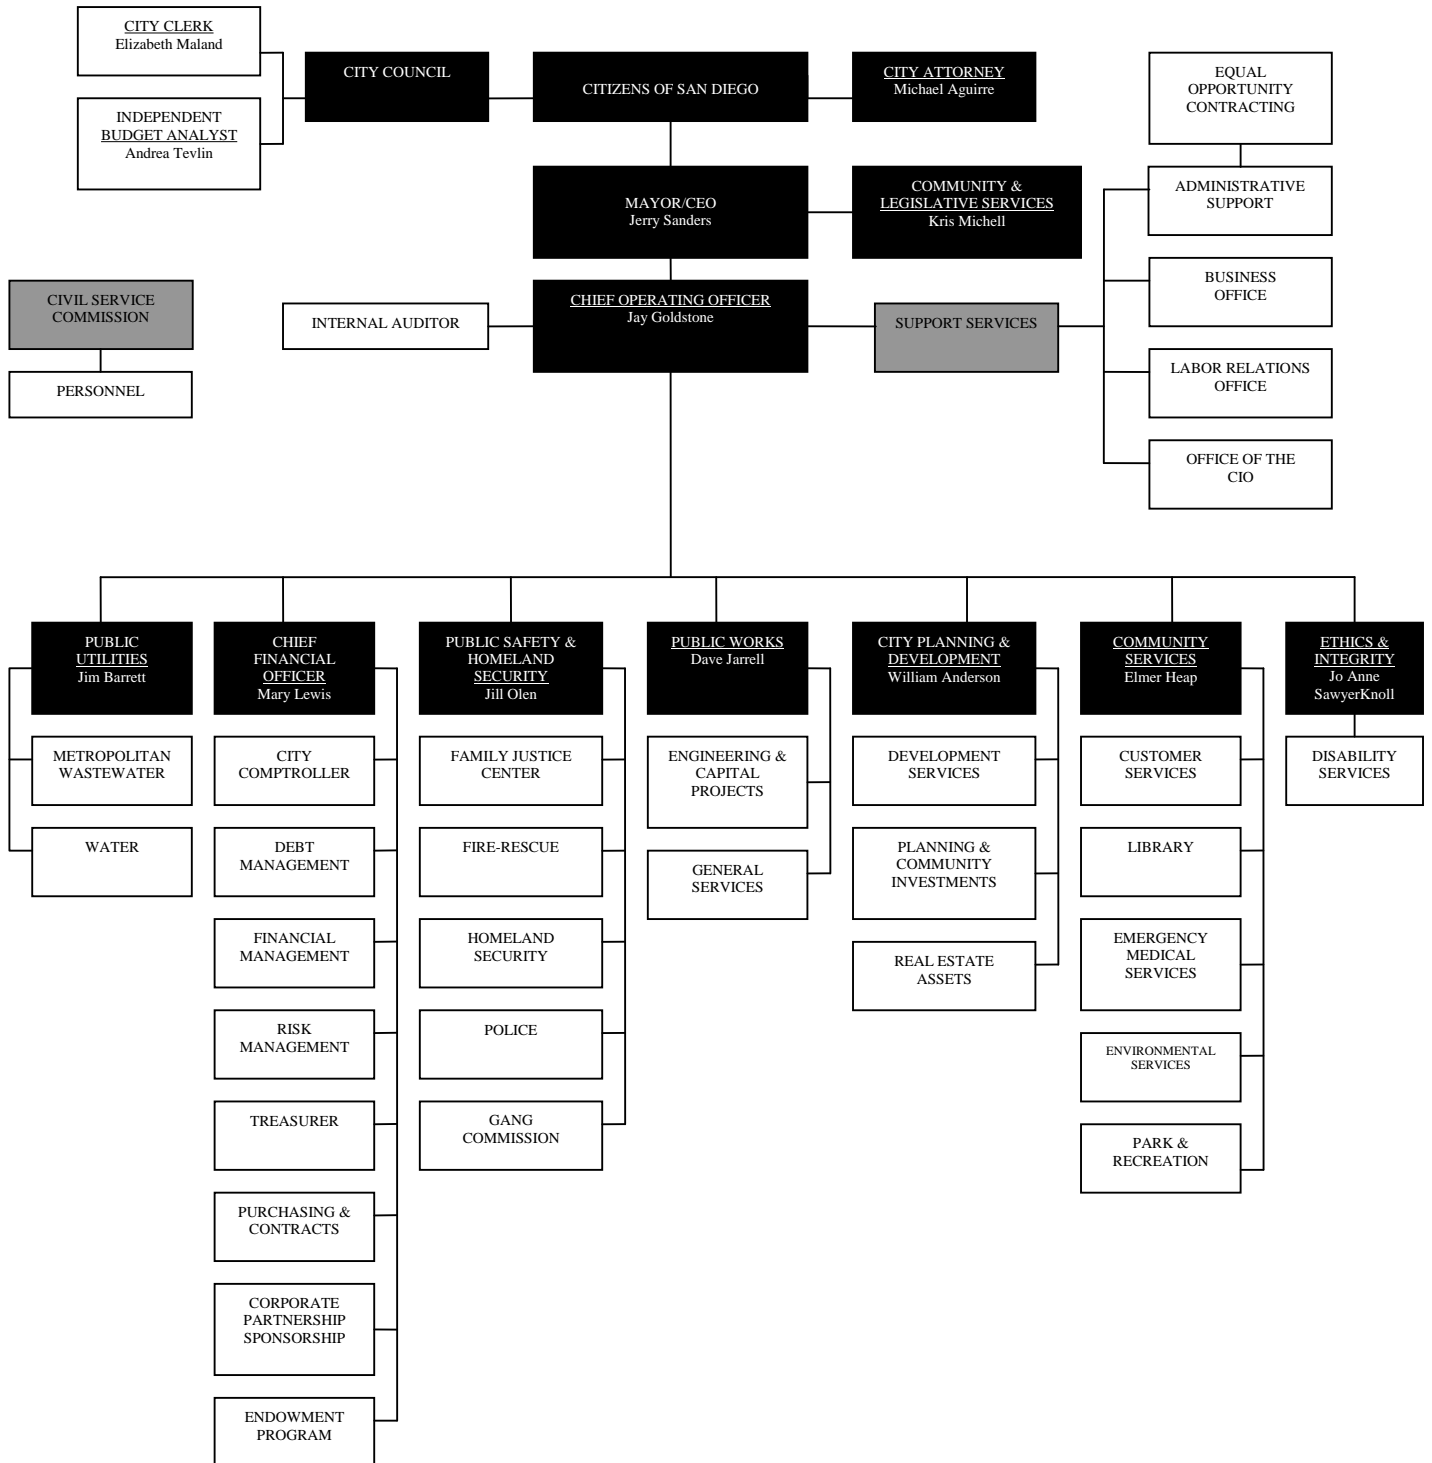 CITY CLERK
Elizabeth Maland
CITY COUNCIL
CITIZENS OF SAN DIEGO
CITY ATTORNEY
Michael Aguirre
EQUAL
OPPORTUNITY
CONTRACTING
INDEPENDENT
BUDGET ANALYST
Andrea Tevlin
MAYOR/CEO
Jerry Sanders
COMMUNITY &
LEGISLATIVE SERVICES
Kris Michell
ADMINISTRATIVE
SUPPORT
BUSINESS
OFFICE
CIVIL SERVICE
COMMISSION
INTERNAL AUDITOR
CHIEF OPERATING OFFICER
Jay Goldstone
SUPPORT SERVICES
PERSONNEL
LABOR RELATIONS
OFFICE
OFFICE OF THE
CIO
PUBLIC
UTILITIES
Jim Barrett
CHIEF
FINANCIAL
OFFICER
Mary Lewis
PUBLIC SAFETY &
HOMELAND
SECURITY
Jill Olen
PUBLIC WORKS
Dave Jarrell
CITY PLANNING &
DEVELOPMENT
William Anderson
COMMUNITY
SERVICES
Elmer Heap
ETHICS &
INTEGRITY
Jo Anne
SawyerKnoll
METROPOLITAN
WASTEWATER
WATER
CITY
COMPTROLLER
DEBT
MANAGEMENT
FINANCIAL
MANAGEMENT
RISK
MANAGEMENT
TREASURER
PURCHASING &
CONTRACTS
CORPORATE
PARTNERSHIP
SPONSORSHIP
ENDOWMENT
PROGRAM
FAMILY JUSTICE
CENTER
FIRE-RESCUE
HOMELAND
SECURITY
POLICE
GANG
COMMISSION
ENGINEERING &
CAPITAL
PROJECTS
GENERAL
SERVICES
DEVELOPMENT
SERVICES
PLANNING &
COMMUNITY
INVESTMENTS
REAL ESTATE
ASSETS
CUSTOMER
SERVICES
LIBRARY
EMERGENCY
MEDICAL
SERVICES
ENVIRONMENTAL
SERVICES
PARK &
RECREATION
DISABILITY
SERVICES